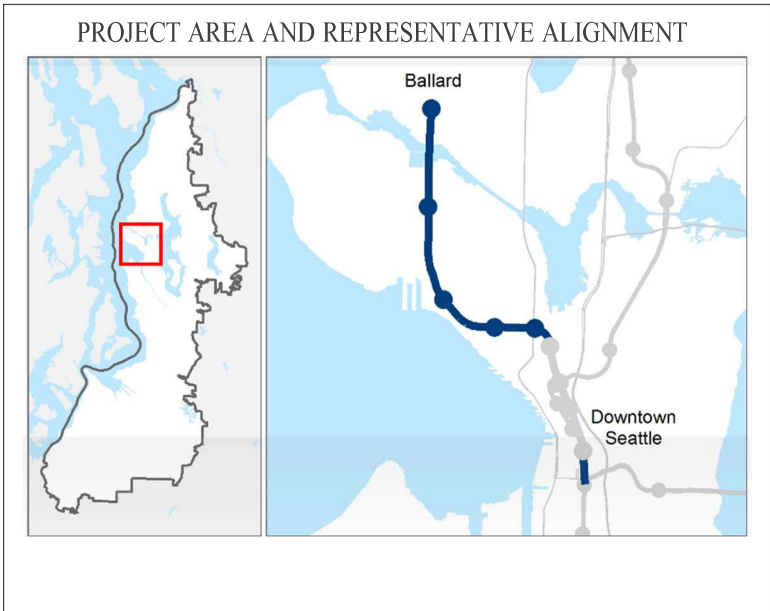 PROJECT AREA AND REPRESENTATIVE ALIGNMENT
Ballard
Downtown
Seattle